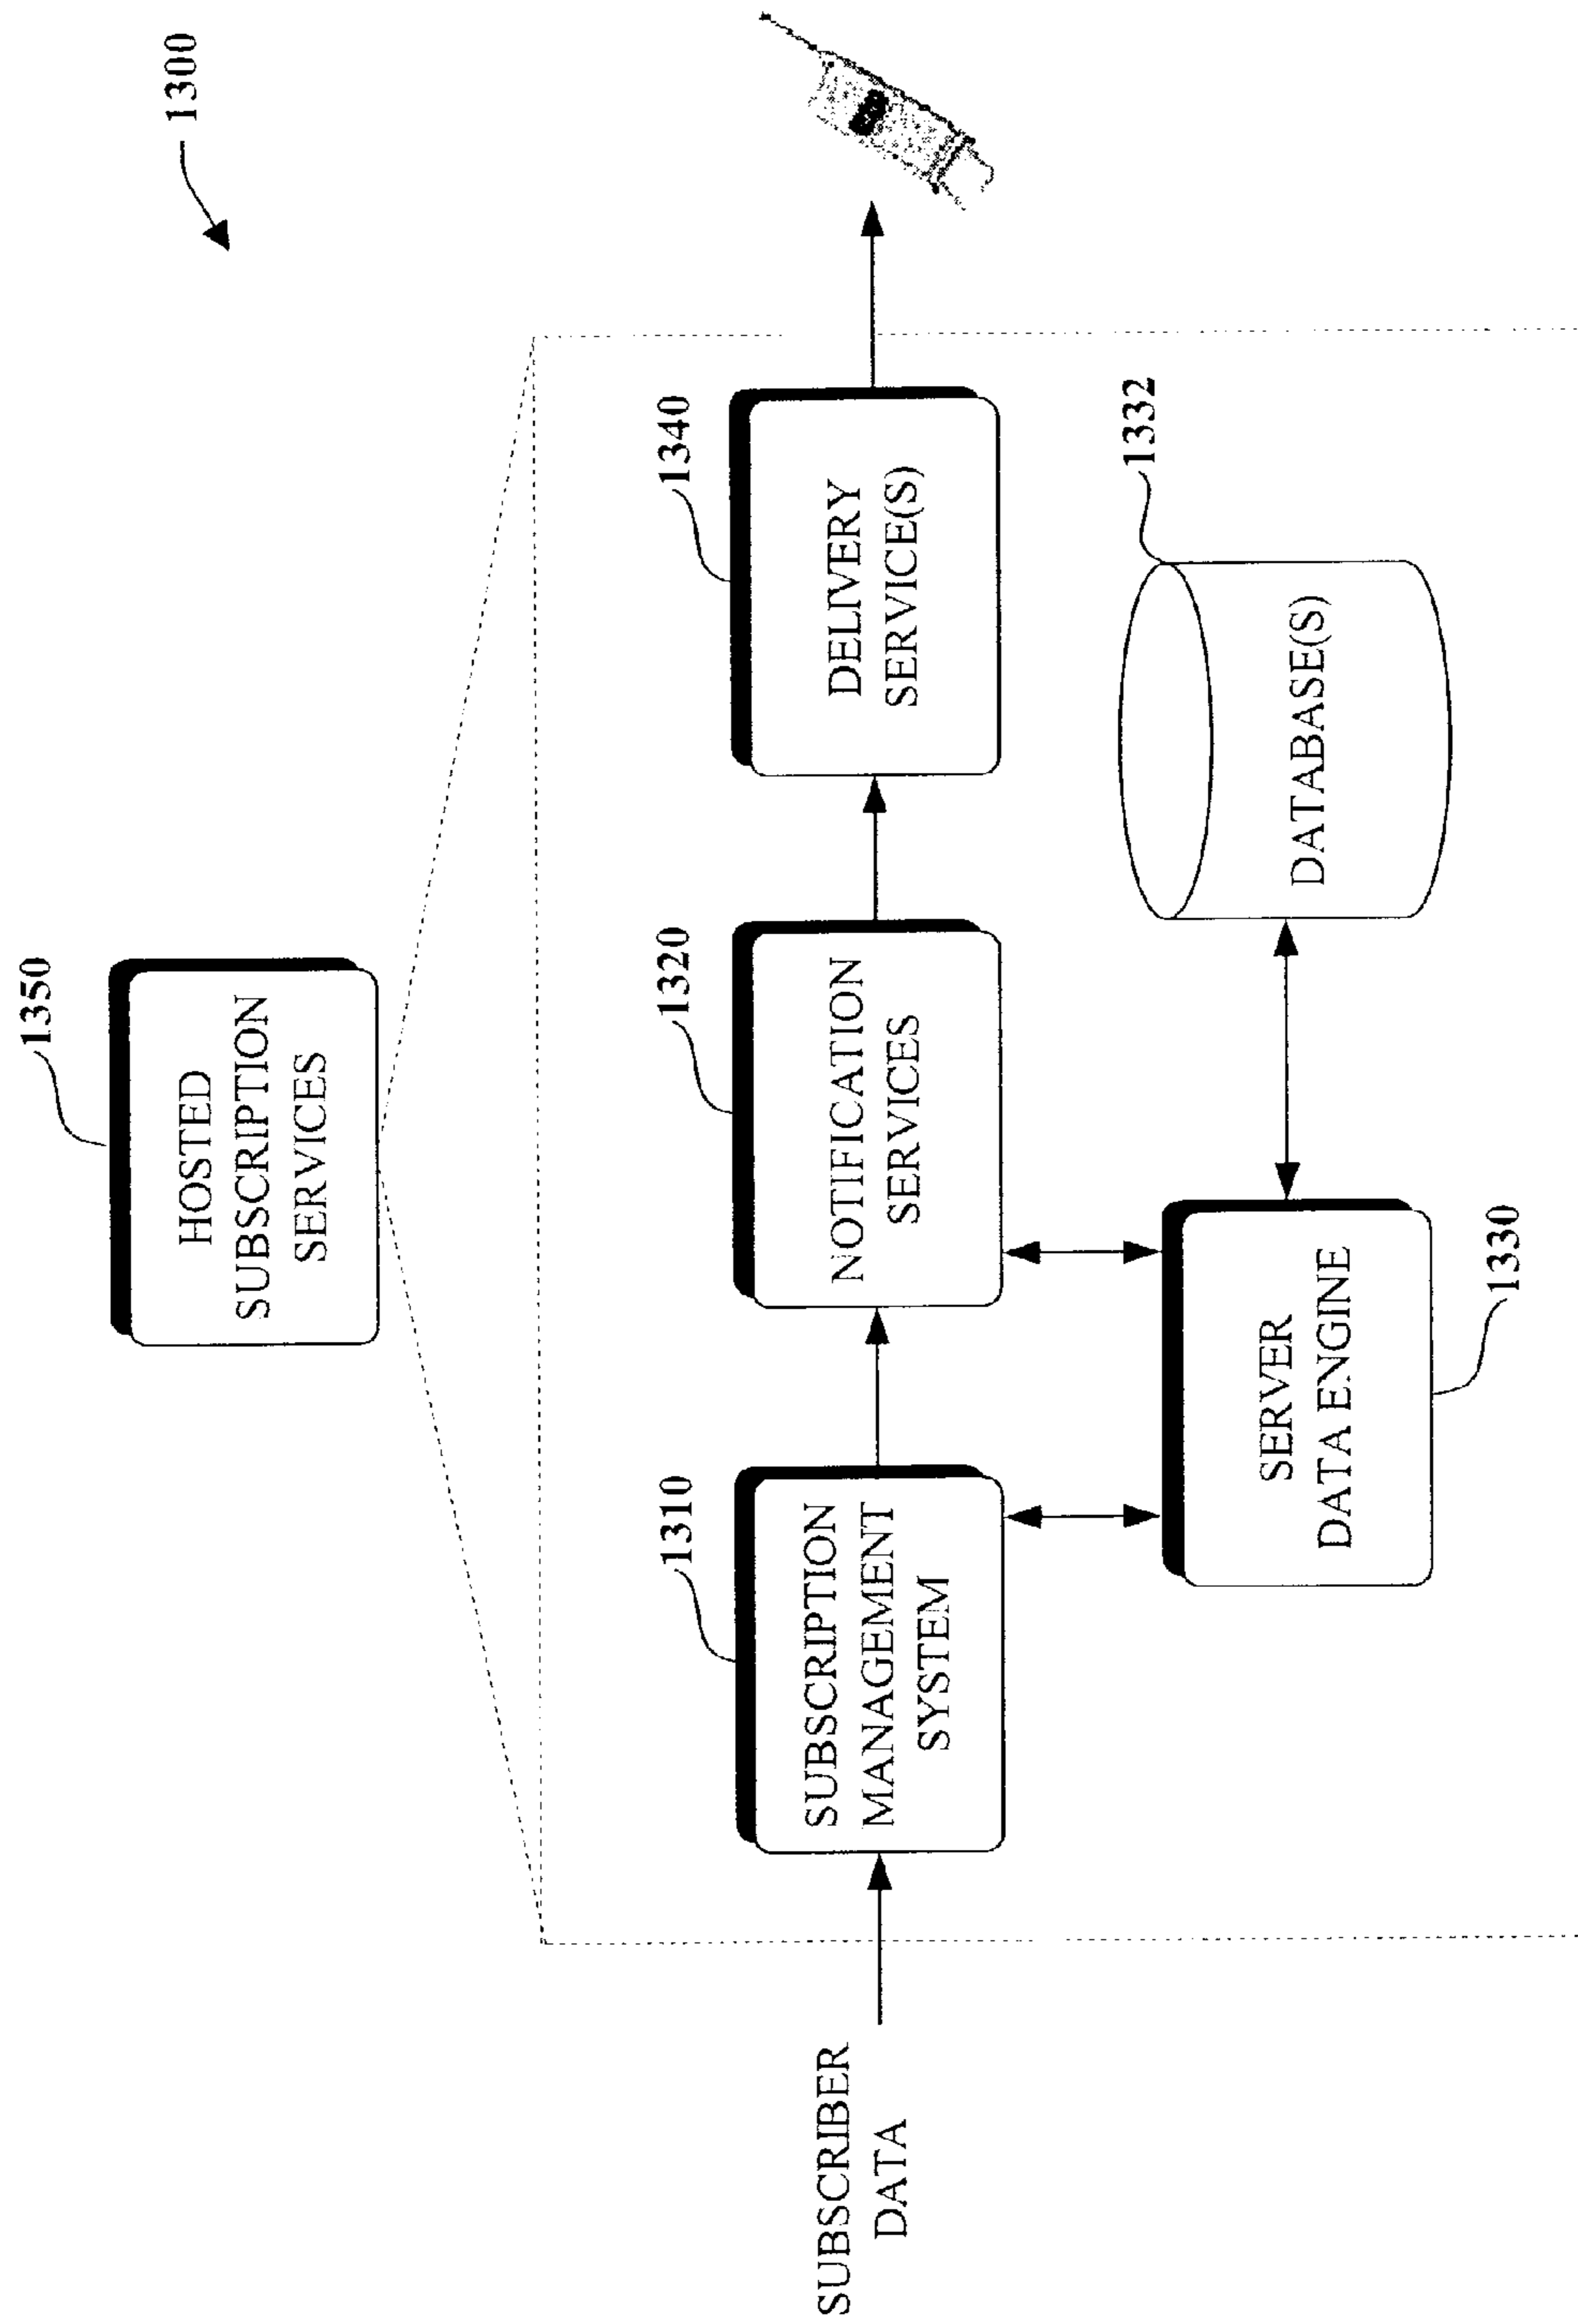 1300
1350
HOSTED
SUBSCRIPTION
SERVICES
1310
SUBSCRIPTION
MANAGEMENT
SYSTEM
1320
NOTIFICATION
SERVICES
1340
DELIVERY
SERVICE(S)
SUBSCRIBER
DATA
SERVER
DATA ENGINE
1330
1332
DATABASE(S)